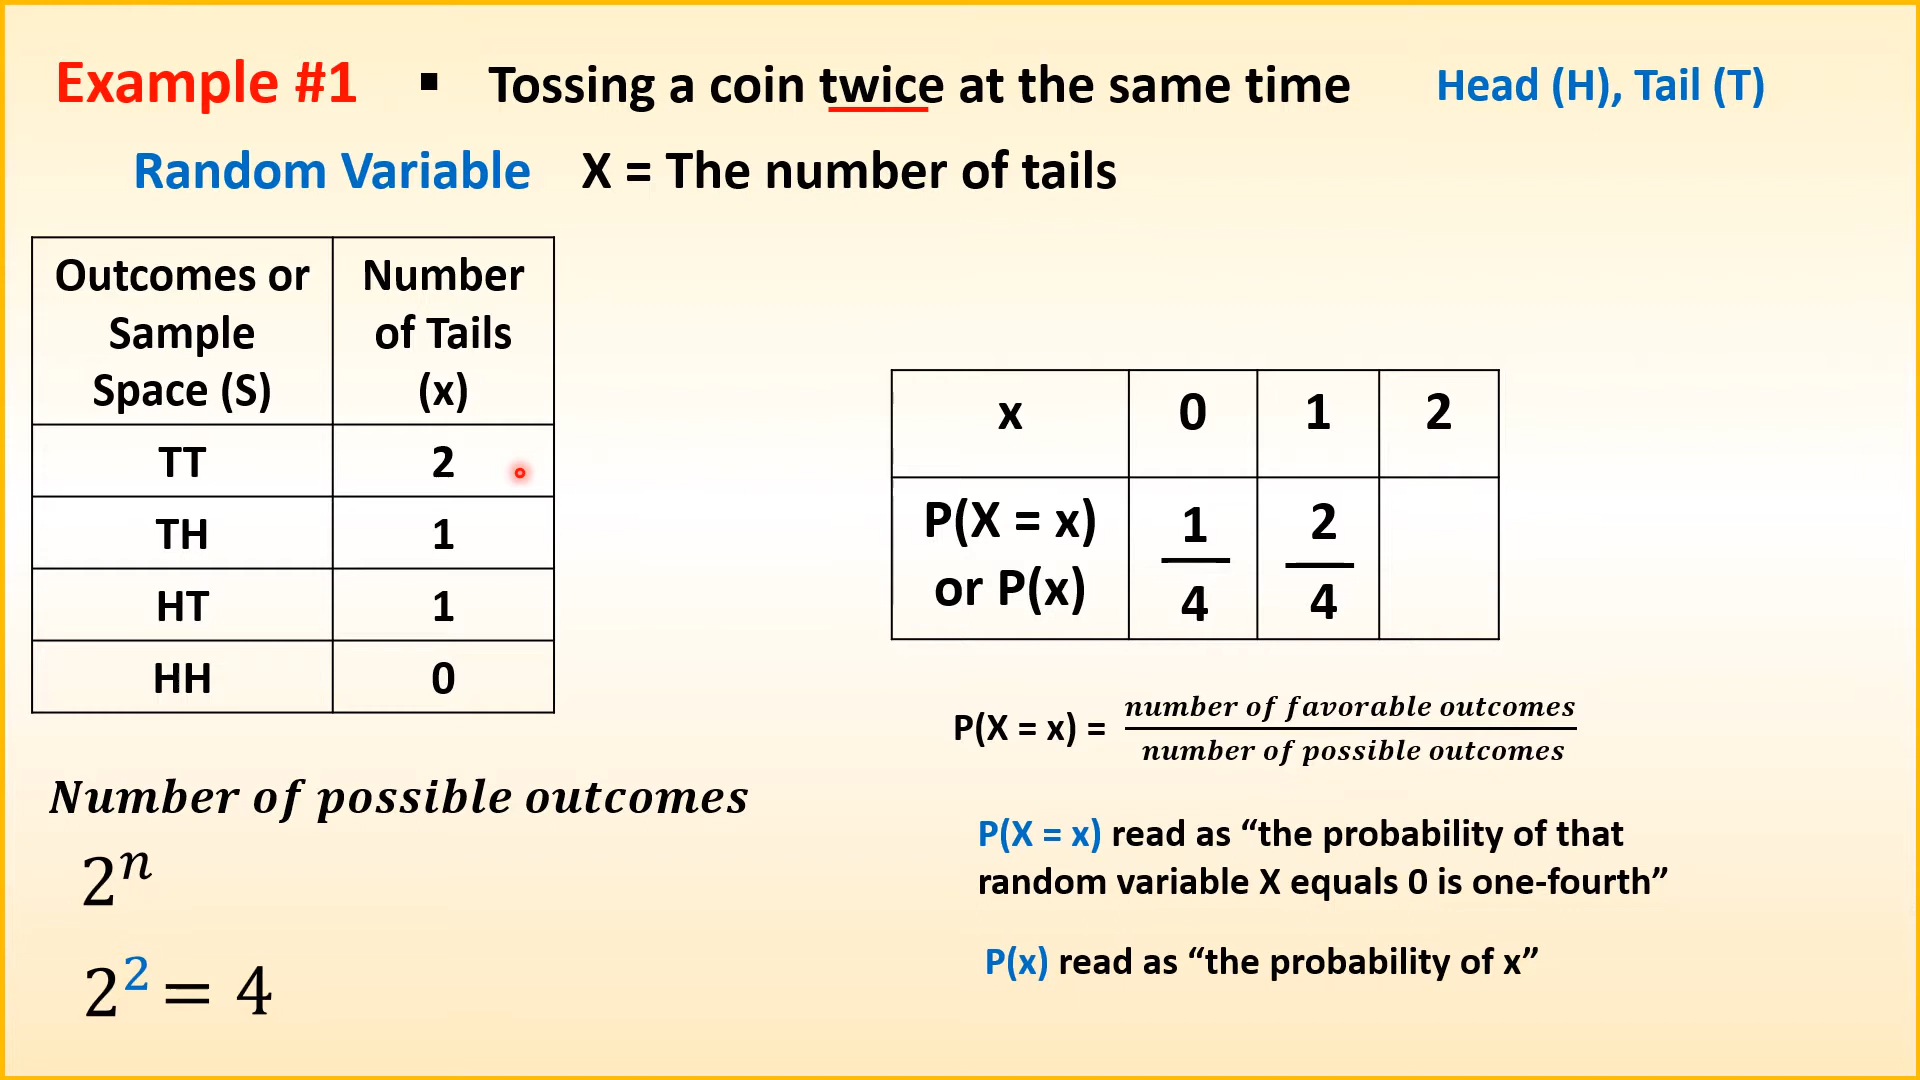 Example #1 ▪ Tossing a coin twice at the same time Head (H), Tail (T)
Random Variable X = The number of tails
Outcomes or Sample Space (S) Number of Tails (x)
TT 2
TH 1
HT 1
HH 0
Number of possible outcomes
2^n
2^2 = 4
x 0 1 2
P(X = x) or P(x) 1/4 2/4
P(X = x) = number of favorable outcomes / number of possible outcomes
P(X = x) read as “the probability of that
random variable X equals 0 is one-fourth”
P(x) read as “the probability of x”